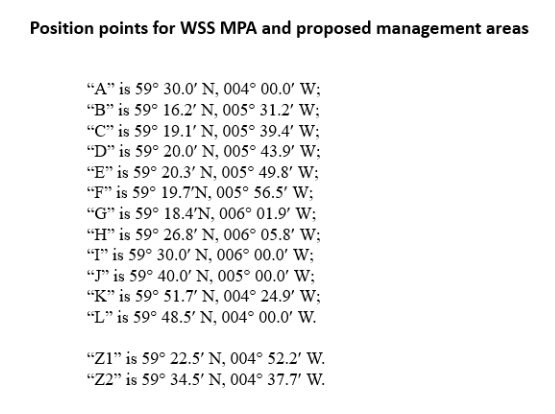 Position points for WSS MPA and proposed management areas
“A” is 59° 30.0′ N, 004° 00.0′ W;
“B” is 59° 16.2′ N, 005° 31.2′ W;
“C” is 59° 19.1′ N, 005° 39.4′ W;
“D” is 59° 20.0′ N, 005° 43.9′ W;
“E” is 59° 20.3′ N, 005° 49.8′ W;
“F” is 59° 19.7′N, 005° 56.5′ W;
“G” is 59° 18.4′N, 006° 01.9′ W;
“H” is 59° 26.8′ N, 006° 05.8′ W;
“I” is 59° 30.0′ N, 006° 00.0′ W;
“J” is 59° 40.0′ N, 005° 00.0′ W;
“K” is 59° 51.7′ N, 004° 24.9′ W;
“L” is 59° 48.5′ N, 004° 00.0′ W.
“Z1” is 59° 22.5′ N, 004° 52.2′ W.
“Z2” is 59° 34.5′ N, 004° 37.7′ W.